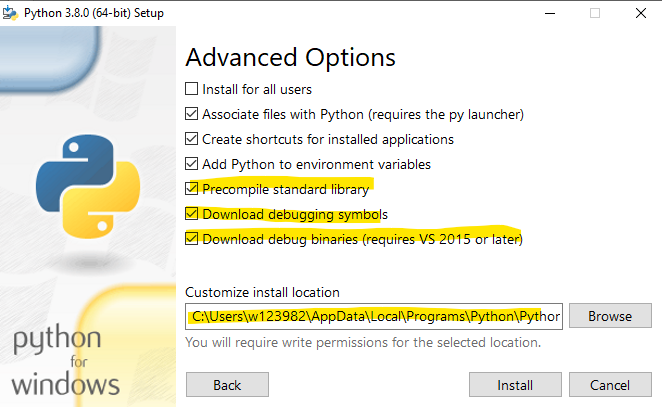 Python 3.8.0 (64-bit) Setup
Advanced Options
Install for all users
Associate files with Python (requires the py launcher)
Create shortcuts for installed applications
Add Python to environment variables
Precompile standard library
Download debugging symbols
Download debug binaries (requires VS 2015 or later)
Customize install location
C:\Users\w123982\AppData\Local\Programs\Python\Pythor
Browse
You will require write permissions for the selected location.
python
for
windows
Back
Install
Cancel